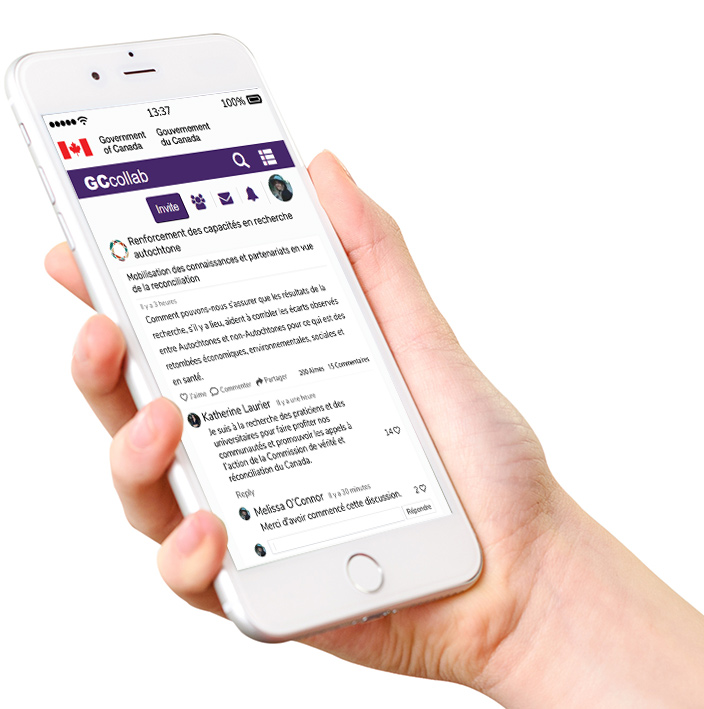 13:37
100%
Government
of Canada
Gouvernement
du Canada
GCcollab
Invite
Renforcement des capacités en recherche
autochtone
Mobilisation des connaissances et partenariats en vue
de la reconciliation
Il y a 3 heures
Comment pouvons-nous s'assurer que les résultats de la
recherche, s'il y a lieu, aident à combler les écarts observés
entre Autochtones et non-Autochtones pour ce qui est des
retombées économiques, environnementales, sociales et
en santé.
J'aime Commenter Partager 200 Aimes 15 Commentaires
Katherine Laurier Il y a une heure
Je suis à la recherche des praticiens et des
universitaires pour faire profiter nos
communautés et promouvoir les appels à
l'action de la Commission de vérité et
réconciliation du Canada.
14
Reply
Melissa O'Connor Il y a 30 minutes
Merci d'avoir commencé cette discussion.
2
Répondre